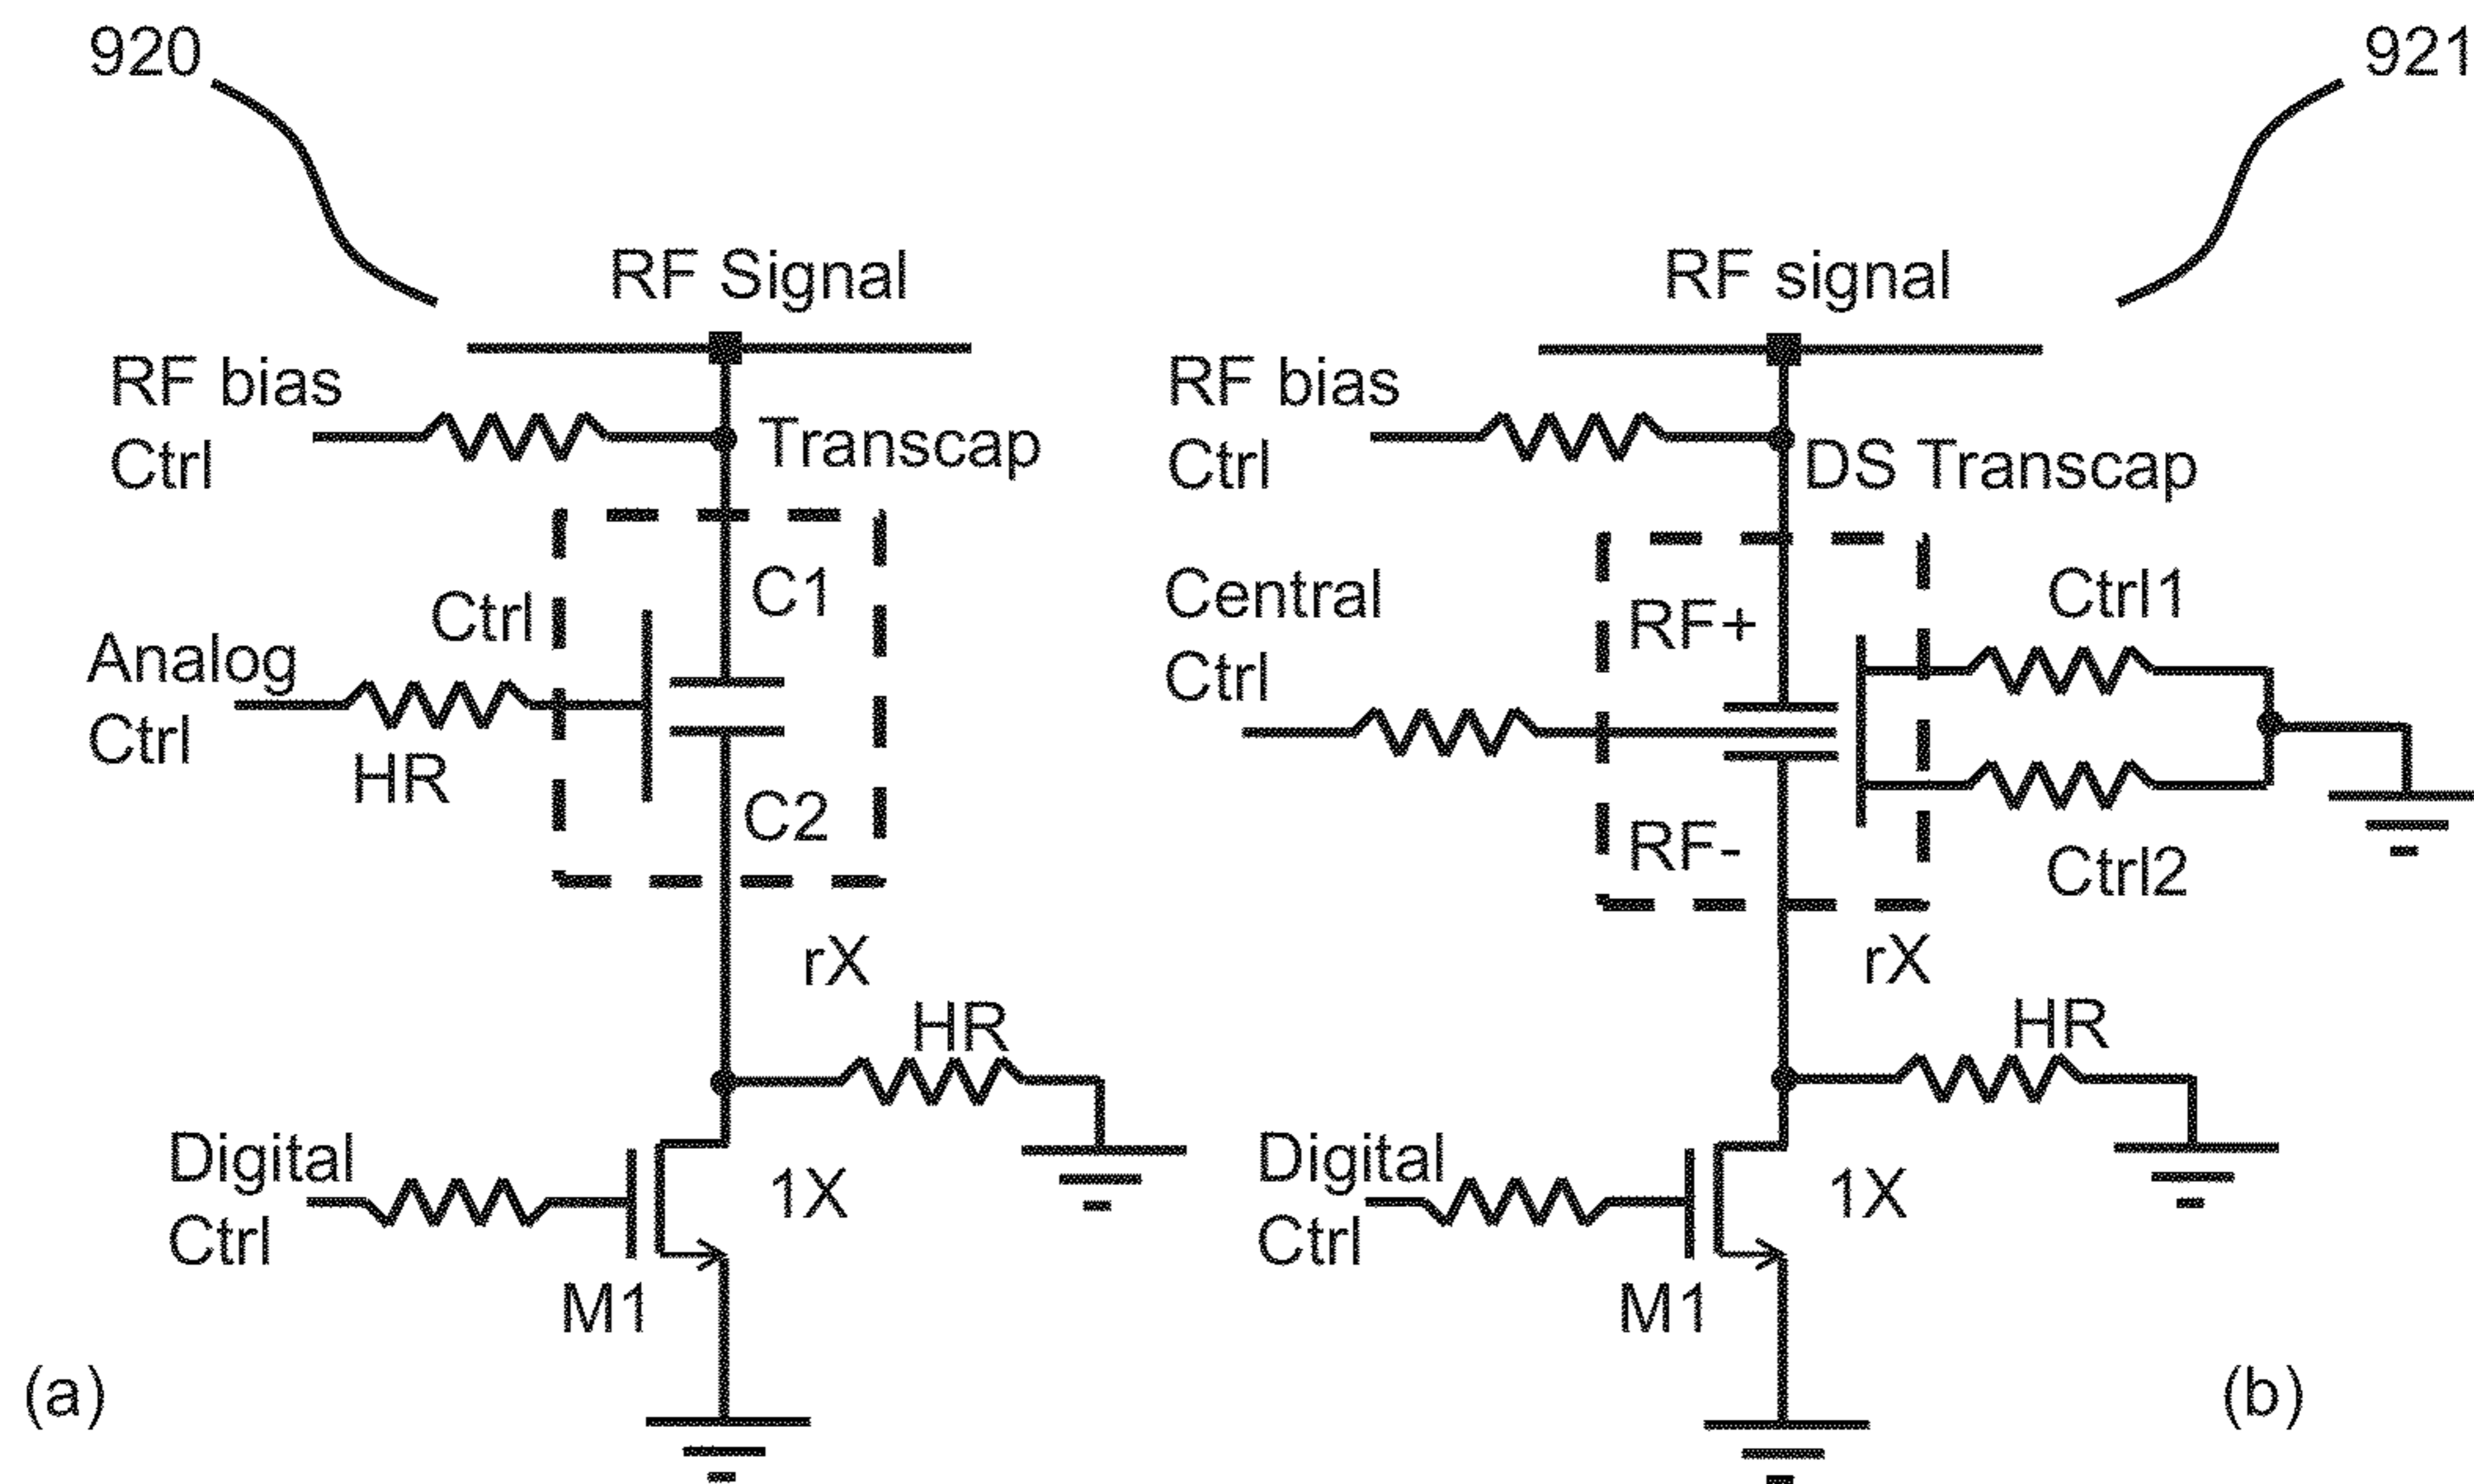 920
921
RF Signal
RF signal
RF bias
Ctrl
Transcap
RF bias
Ctrl
DS Transcap
C1
Ctrl
Analog
Ctrl
HR
C2
Central
Ctrl
RF+
Ctrl1
RF-
Ctrl2
rX
HR
rX
HR
Digital
Ctrl
1X
M1
Digital
Ctrl
1X
M1
(a)
(b)